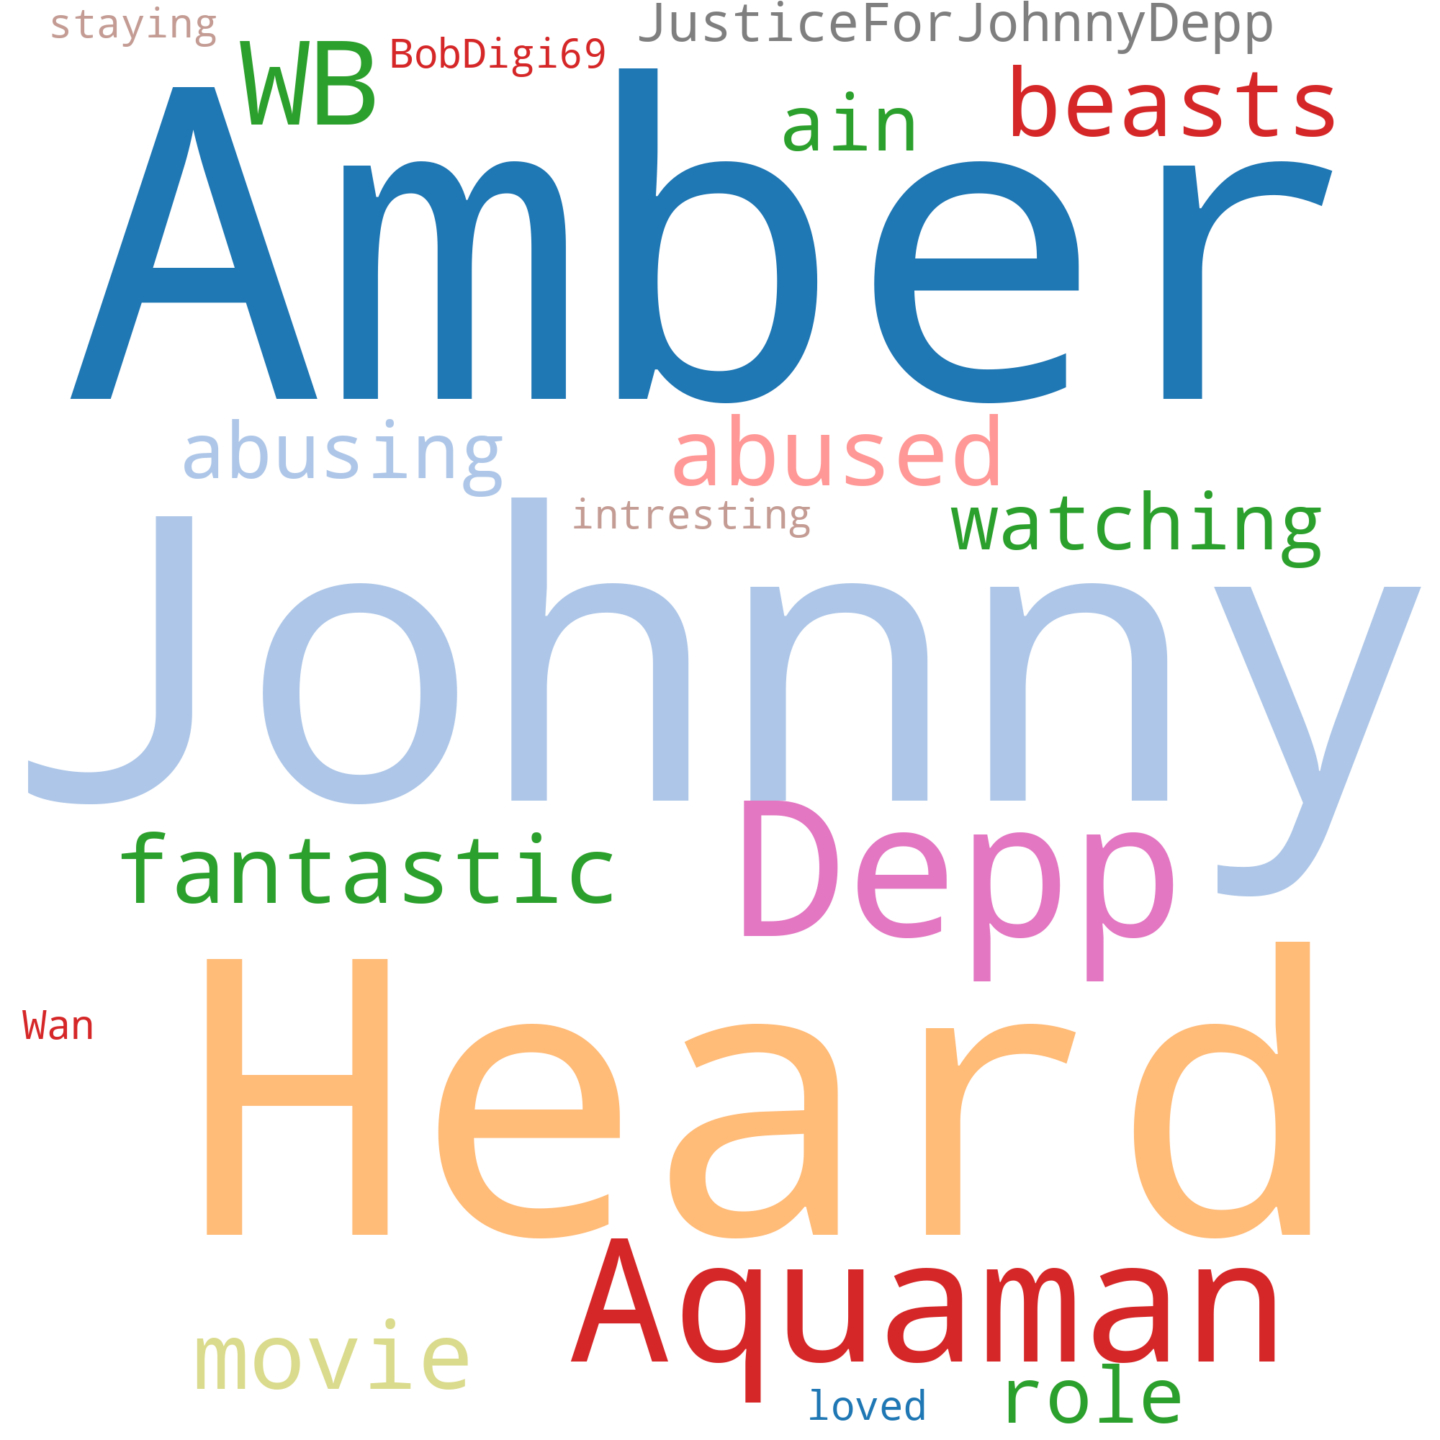 staying
WB
BobDigi69
JusticeForJohnnyDepp
ain
beasts
Amber
abusing
abused
intresting
watching
Johnny
fantastic
Depp
Wan
Heard
Aquaman
movie
loved
role